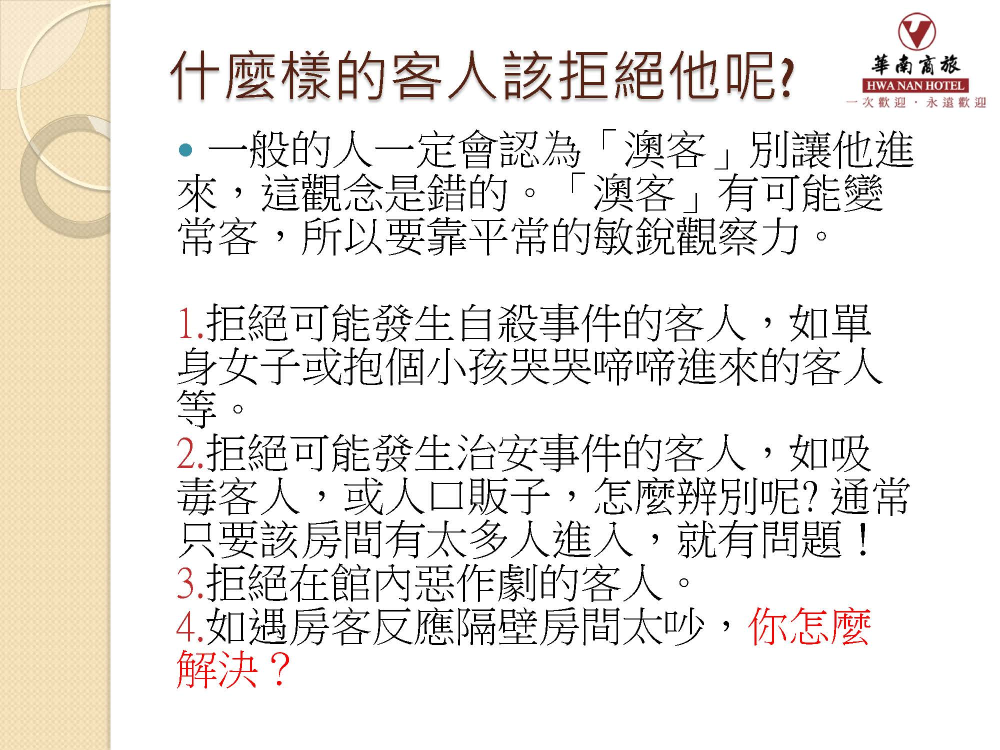 什麼樣的客人該拒絕他呢?
華南商旅
HWA NAN HOTEL
一次歡迎·永遠歡迎
• 一般的人一定會認為「澳客」別讓他進
來，這觀念是錯的。「澳客」有可能變
常客，所以要靠平常的敏銳觀察力。
1.拒絕可能發生自殺事件的客人，如單
身女子或抱個小孩哭哭啼啼進來的客人
等。
2.拒絕可能發生治安事件的客人，如吸
毒客人，或人口販子，怎麼辨別呢? 通常
只要該房間有太多人進入，就有問題！
3.拒絕在館內惡作劇的客人。
4.如遇房客反應隔壁房間太吵，你怎麼
解決？